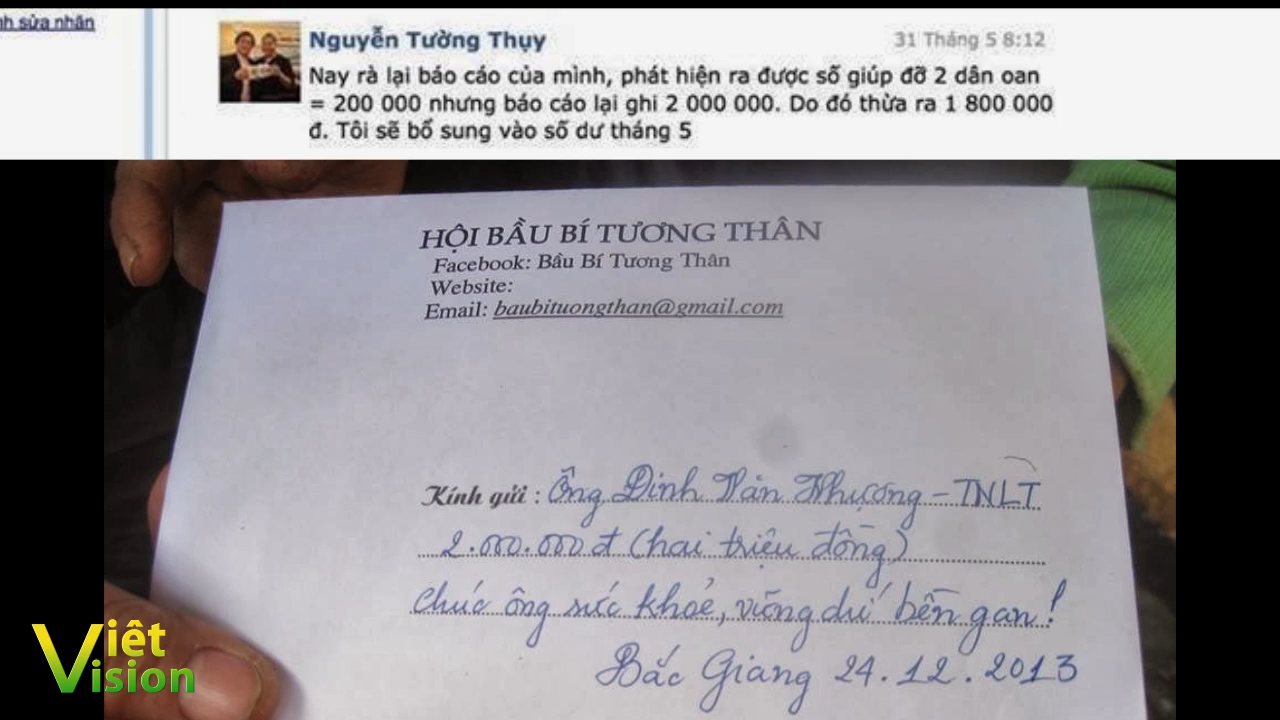 nh sửa nhân
Nguyễn Tường Thụy
31 Tháng 5 8:12
Nay rà lại báo cáo của mình, phát hiện ra được số giúp đỡ 2 dân oan
= 200 000 nhưng báo cáo lại ghi 2 000 000. Do đó thừa ra 1 800 000
đ. Tôi sẽ bổ sung vào số dư tháng 5
HỘI BẦU BÍ TƯƠNG THÂN
Facebook: Bầu Bí Tương Thân
Website:
Email: baubituongthan@gmail.com
Kính gửi : Ông Đinh Văn Nhượng – TNLT
2.000.000 đ (hai triệu đồng)
chúc ông sức khoẻ, vững dư bền gan!
Bắc Giang 24.12.2013
Việt
Vision